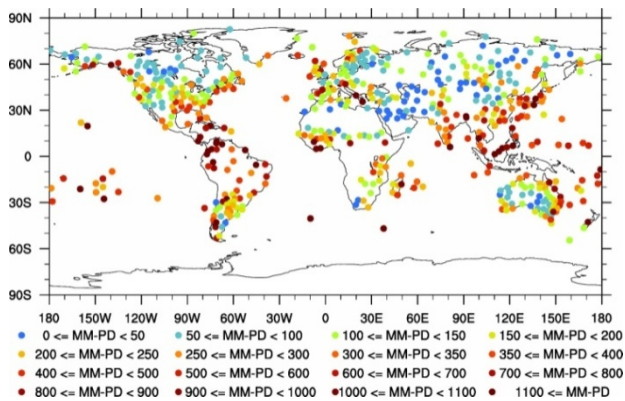 90N
60N
30N
0
30S
60S
90S
180 150W 120W 90W 60W 30W 0 30E 60E 90E 120E 150E 180
0 <= MM-PD < 50 50 <= MM-PD < 100 100 <= MM-PD < 150 150 <= MM-PD < 200
200 <= MM-PD < 250 250 <= MM-PD < 300 300 <= MM-PD < 350 350 <= MM-PD < 400
400 <= MM-PD < 500 500 <= MM-PD < 600 600 <= MM-PD < 700 700 <= MM-PD < 800
800 <= MM-PD < 900 900 <= MM-PD < 1000 1000 <= MM-PD < 1100 1100 <= MM-PD